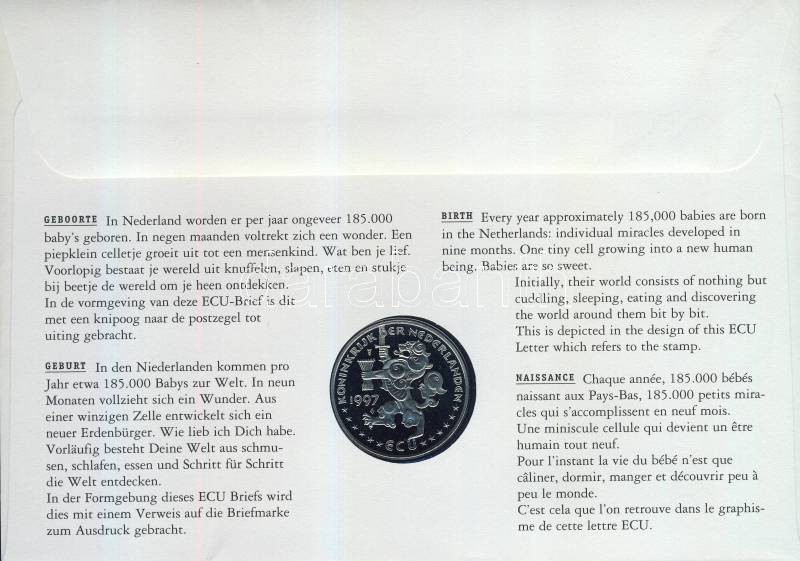 GEBOORTE In Nederland worden er per jaar ongeveer 185.000
baby's geboren. In negen maanden voltrekt zich een wonder. Een
piepklein celletje groeit uit tot een mensenkind. Wat ben je lief.
Voorlopig bestaat je wereld uit knuffelen, slapen, eten en stukje
bij beetje de wereld om je heen ontdekken.
In de vormgeving van deze ECU-Brief is dit
met een knipoog naar de postzegel tot
uiting gebracht.
GEBURT In den Niederlanden kommen pro
Jahr etwa 185.000 Babys zur Welt. In neun
Monaten vollzieht sich ein Wunder. Aus
einer winzigen Zelle entwickelt sich ein
neuer Erdenbürger. Wie lieb ich Dich habe.
Vorläufig besteht Deine Welt aus schmu-
sen, schlafen, essen und Schritt für Schritt
die Welt entdecken.
In der Formgebung dieses ECU Briefs wird
dies mit einem Verweis auf die Briefmarke
zum Ausdruck gebracht.
KONINKRIJK DER NEDERLANDEN
1997
ECU
BIRTH Every year approximately 185,000 babies are born
in the Netherlands: individual miracles developed in
nine months. One tiny cell growing into a new human
being. Babies are so sweet.
Initially, their world consists of nothing but
cuddling, sleeping, eating and discovering
the world around them bit by bit.
This is depicted in the design of this ECU
Letter which refers to the stamp.
NAISSANCE Chaque année, 185.000 bébés
naissant aux Pays-Bas, 185.000 petits mira-
cles qui s'accomplissent en neuf mois.
Une miniscule cellule qui devient un être
humain tout neuf.
Pour l'instant la vie du bébé n'est que
câliner, dormir, manger et découvrir peu à
peu le monde.
C'est cela que l'on retrouve dans le graphis-
me de cette lettre ECU.